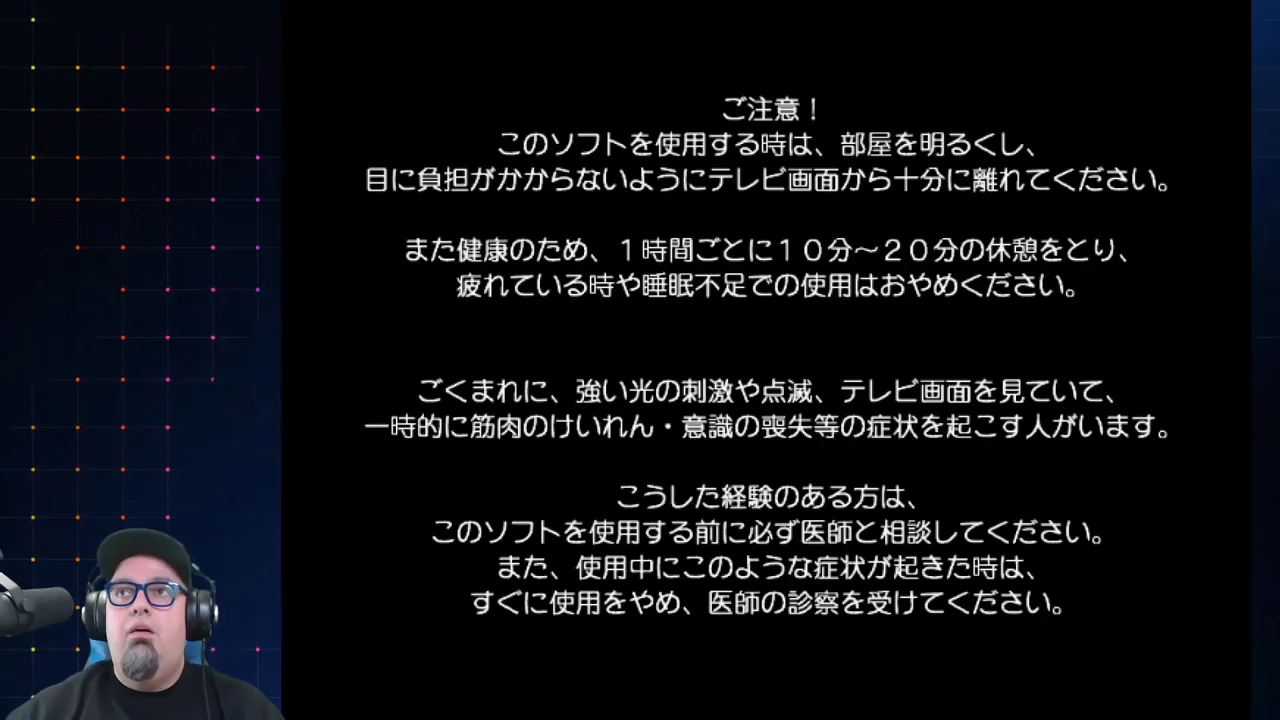 ご注意！
このソフトを使用する時は、部屋を明るくし、
目に負担がかからないようにテレビ画面から十分に離れてください。
また健康のため、１時間ごとに１０分～２０分の休憩をとり、
疲れている時や睡眠不足での使用はおやめください。
ごくまれに、強い光の刺激や点滅、テレビ画面を見ていて、
一時的に筋肉のけいれん・意識の喪失等の症状を起こす人がいます。
こうした経験のある方は、
このソフトを使用する前に必ず医師と相談してください。
また、使用中にこのような症状が起きた時は、
すぐに使用をやめ、医師の診察を受けてください。